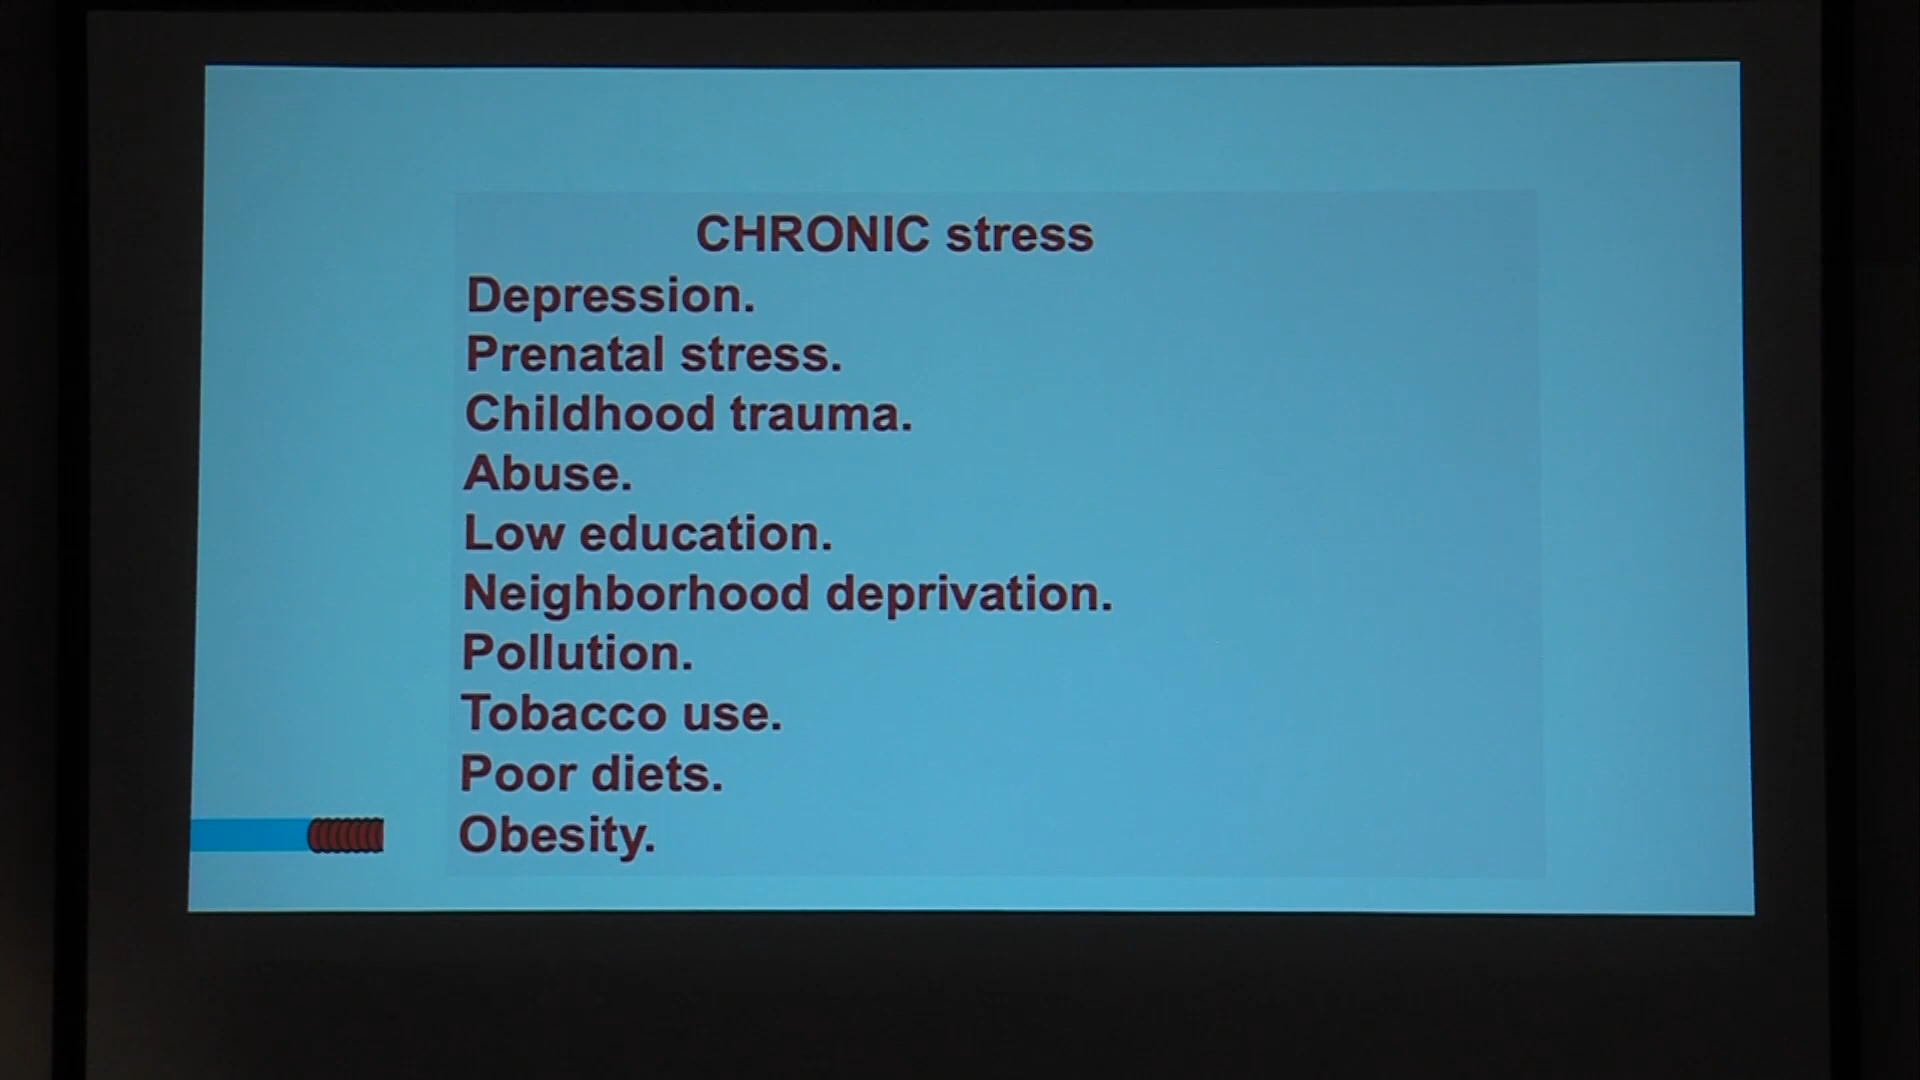 CHRONIC stress
Depression.
Prenatal stress.
Childhood trauma.
Abuse.
Low education.
Neighborhood deprivation.
Pollution.
Tobacco use.
Poor diets.
Obesity.